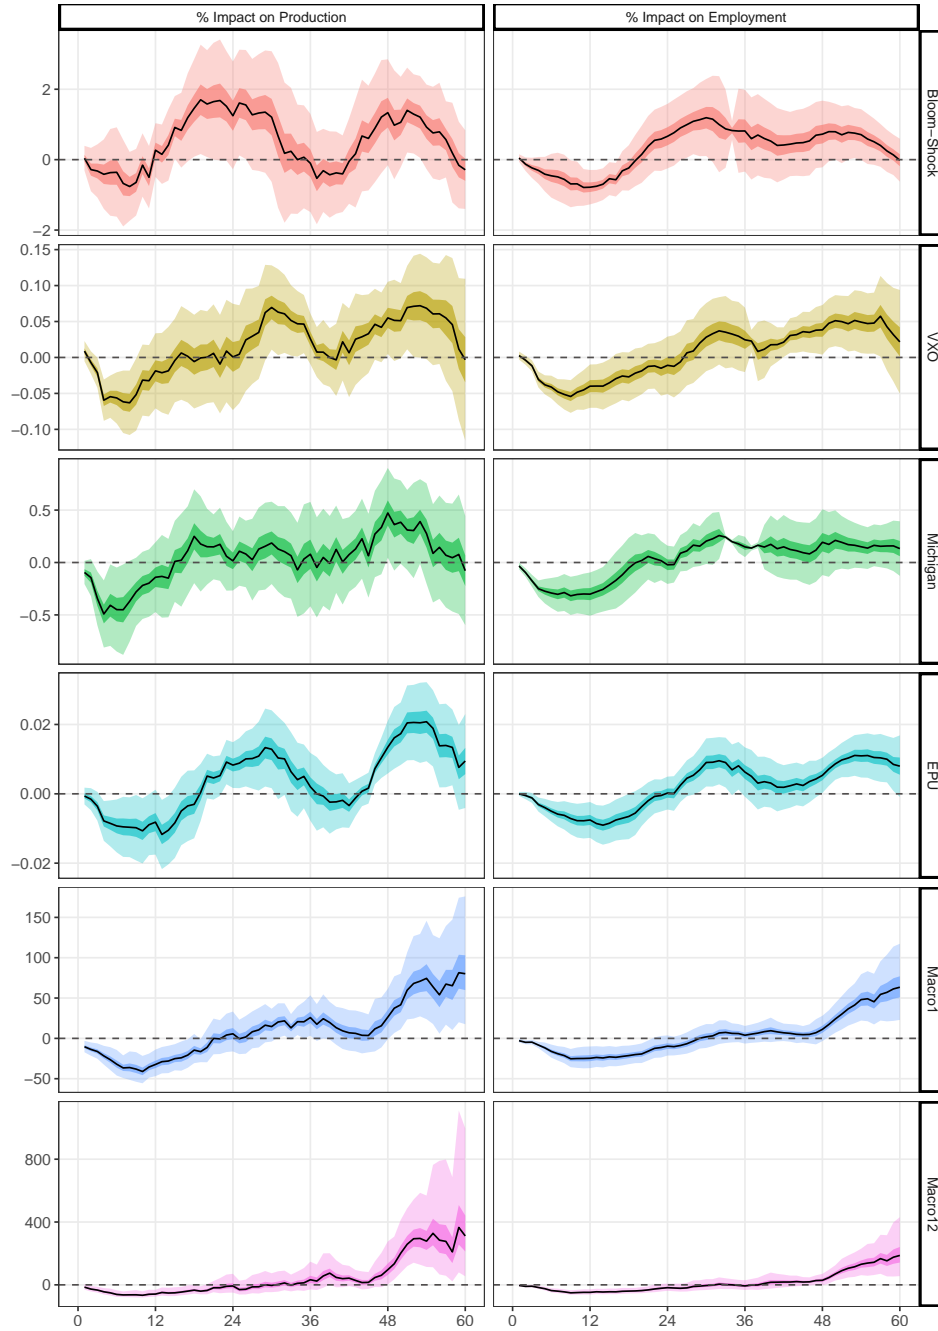 % Impact on Production
% Impact on Employment
2
0
−2
Bloom−Shock
0.15
0.10
0.05
0.00
−0.05
−0.10
VXO
0.5
0.0
−0.5
Michigan
0.02
0.00
−0.02
EPU
150
100
50
0
−50
Macro1
800
400
0
Macro12
0 12 24 36 48 60 0 12 24 36 48 60